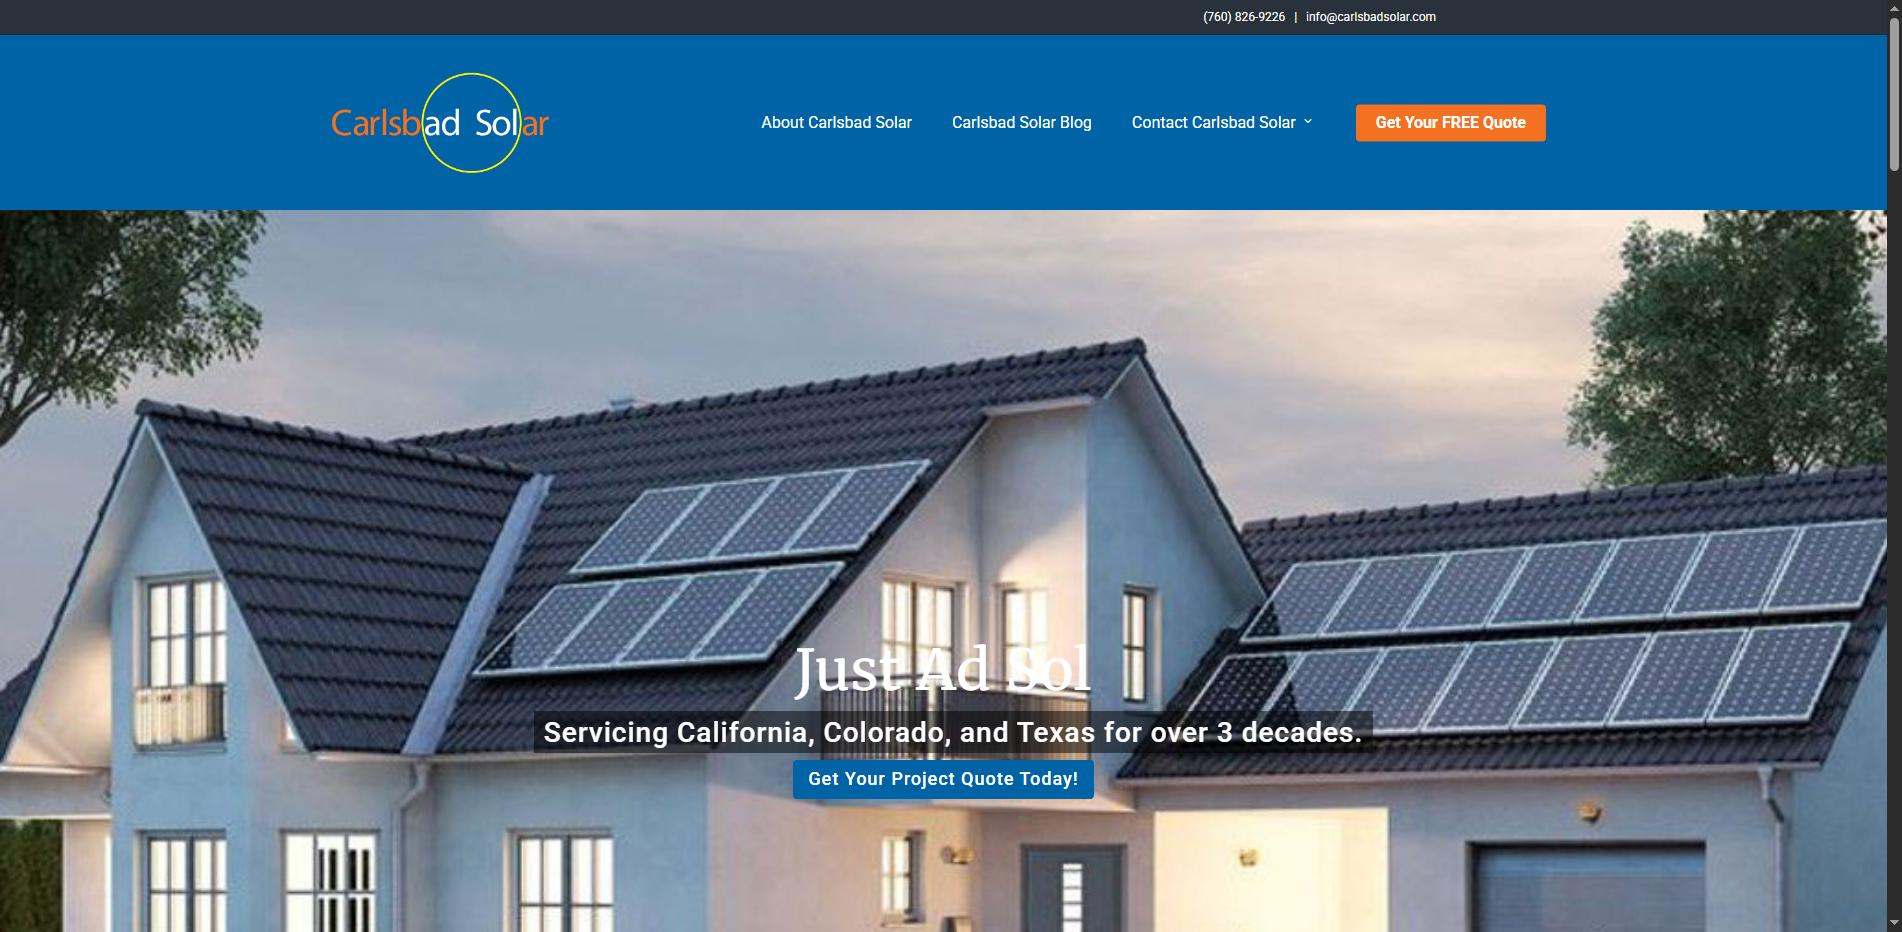 (760) 826-9226 | info@carlsbadsolar.com
Carlsbad Solar
About Carlsbad Solar
Carlsbad Solar Blog
Contact Carlsbad Solar
Get Your FREE Quote
Just Ad Sol
Servicing California, Colorado, and Texas for over 3 decades.
Get Your Project Quote Today!